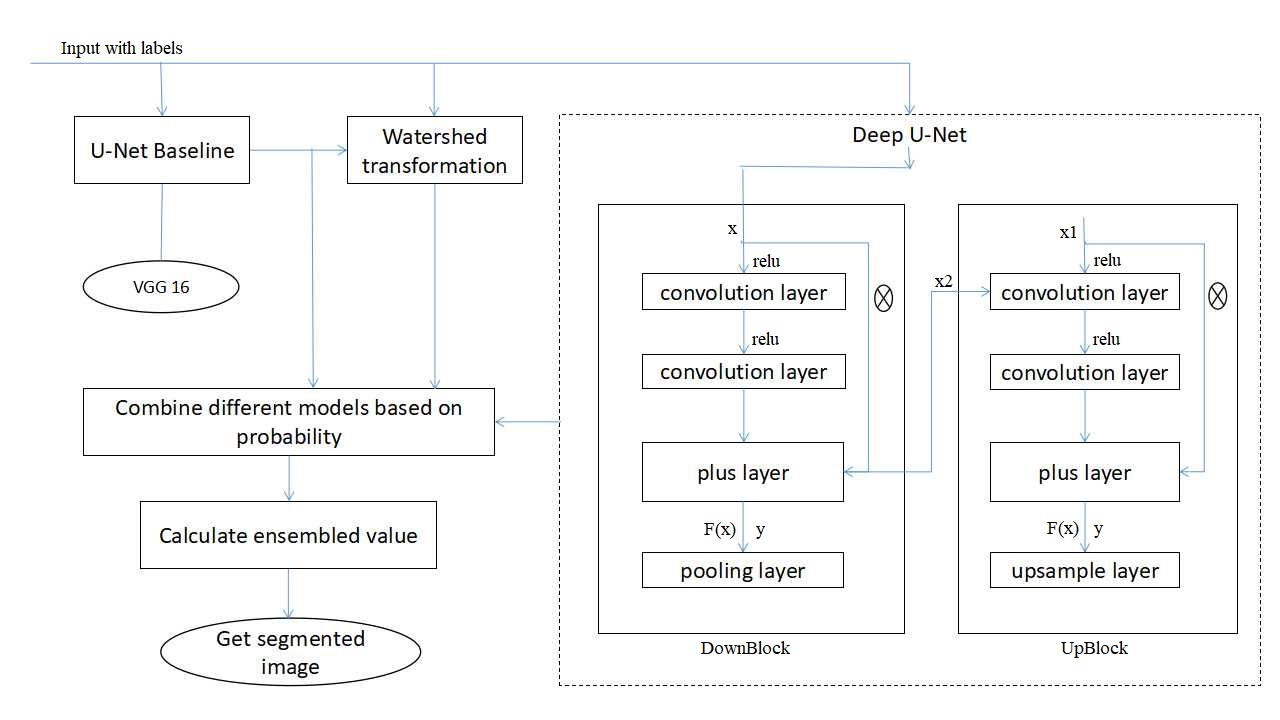 Input with labels
U-Net Baseline
Watershed
transformation
VGG 16
Combine different models based on
probability
Calculate ensembled value
Get segmented
image
Deep U-Net
x
relu
convolution layer
relu
convolution layer
plus layer
F(x) y
pooling layer
DownBlock
x2
x1
relu
convolution layer
relu
convolution layer
plus layer
F(x) y
upsample layer
UpBlock